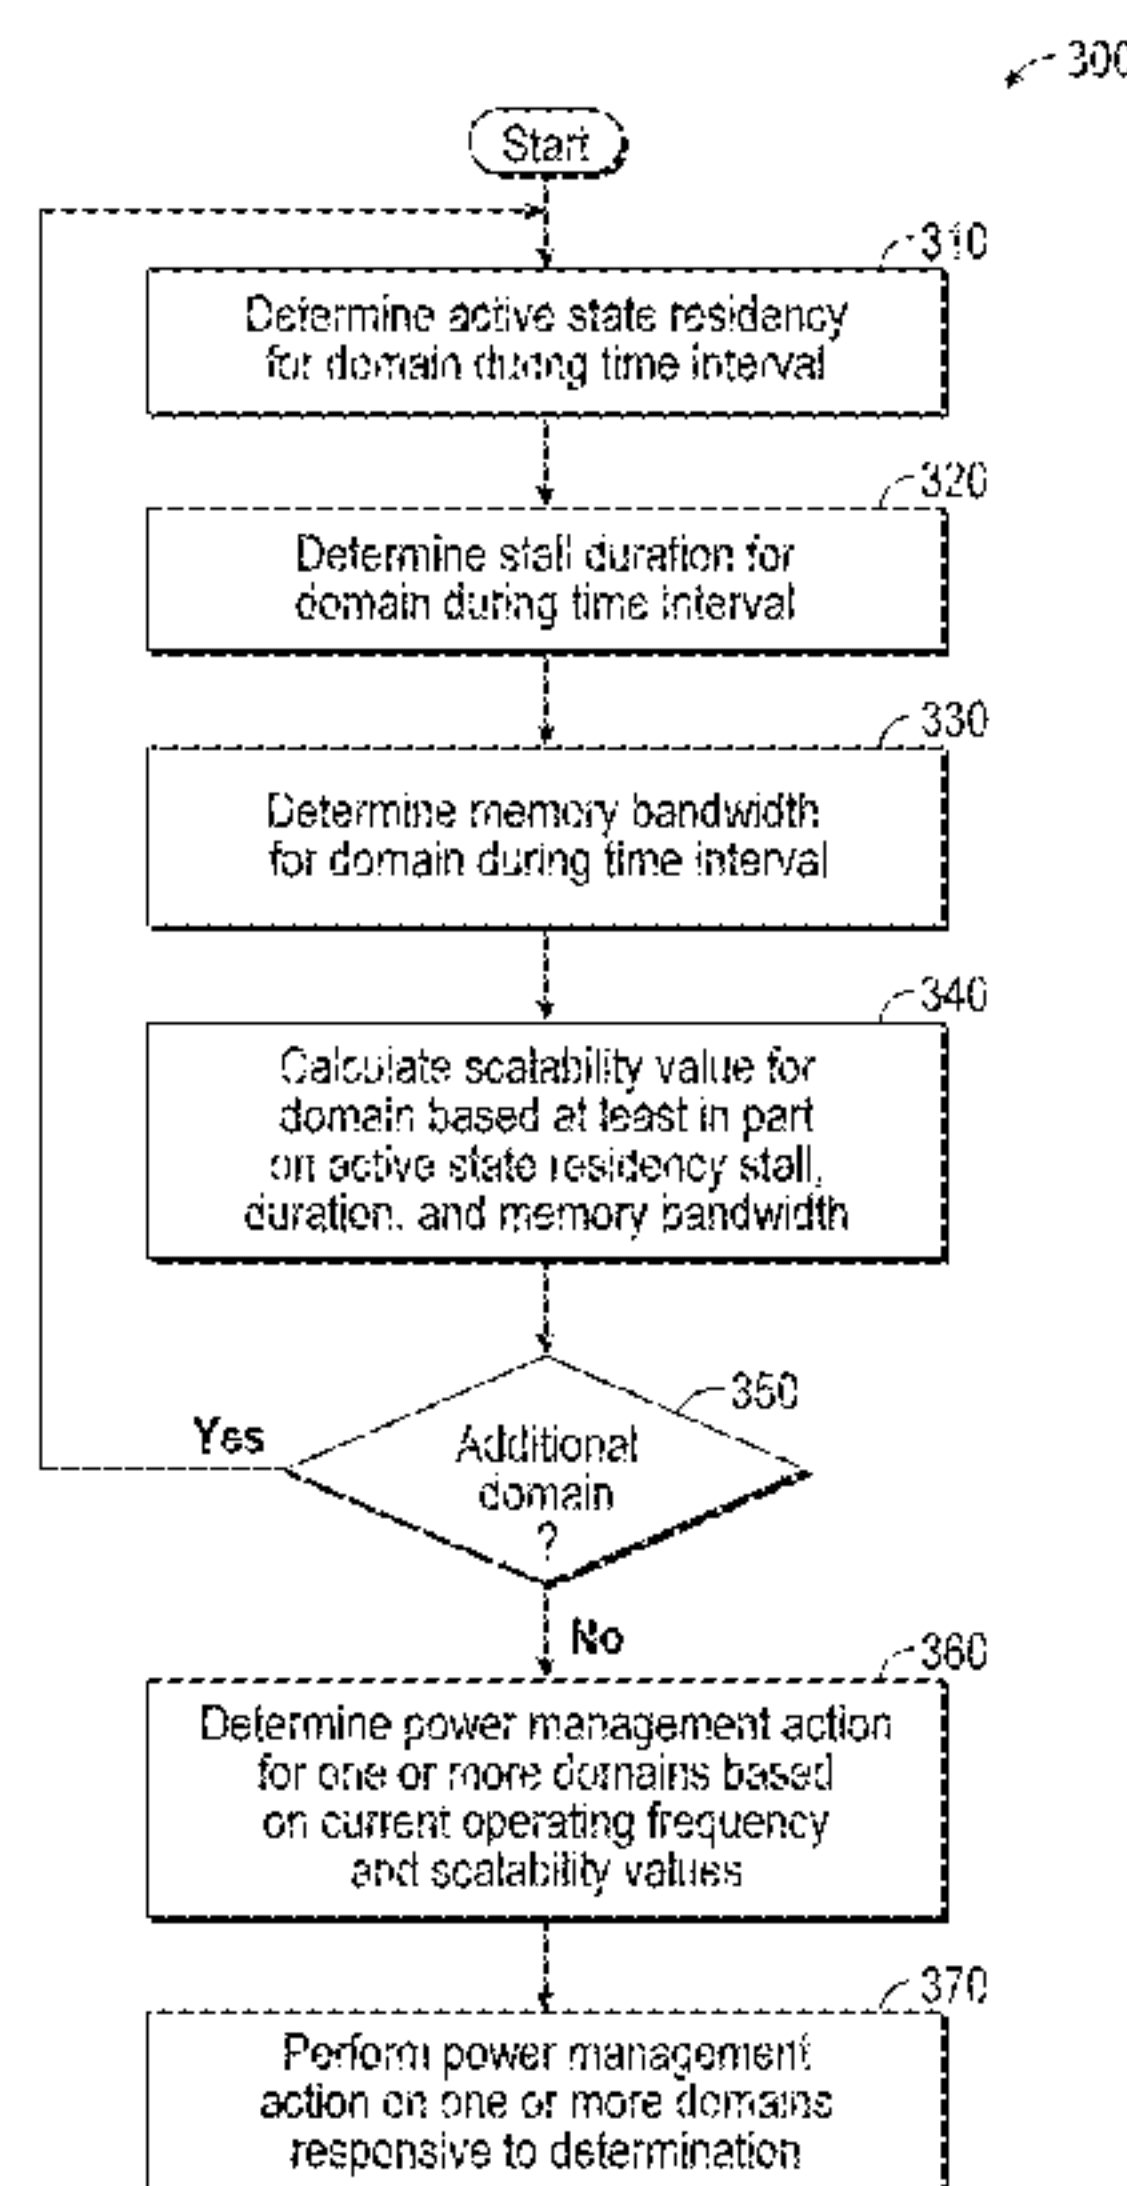 300
Start
310
Determine active state residency
for domain during time interval
320
Determine stall duration for
domain during time interval
330
Determine memory bandwidth
for domain during time interval
340
Calculate scalability value for
domain based at least in part
on active state residency stall,
duration, and memory bandwidth
350
Additional
domain
?
Yes
No
360
Determine power management action
for one or more domains based
on current operating frequency
and scalability values
370
Perform power management
action on one or more domains
responsive to determination